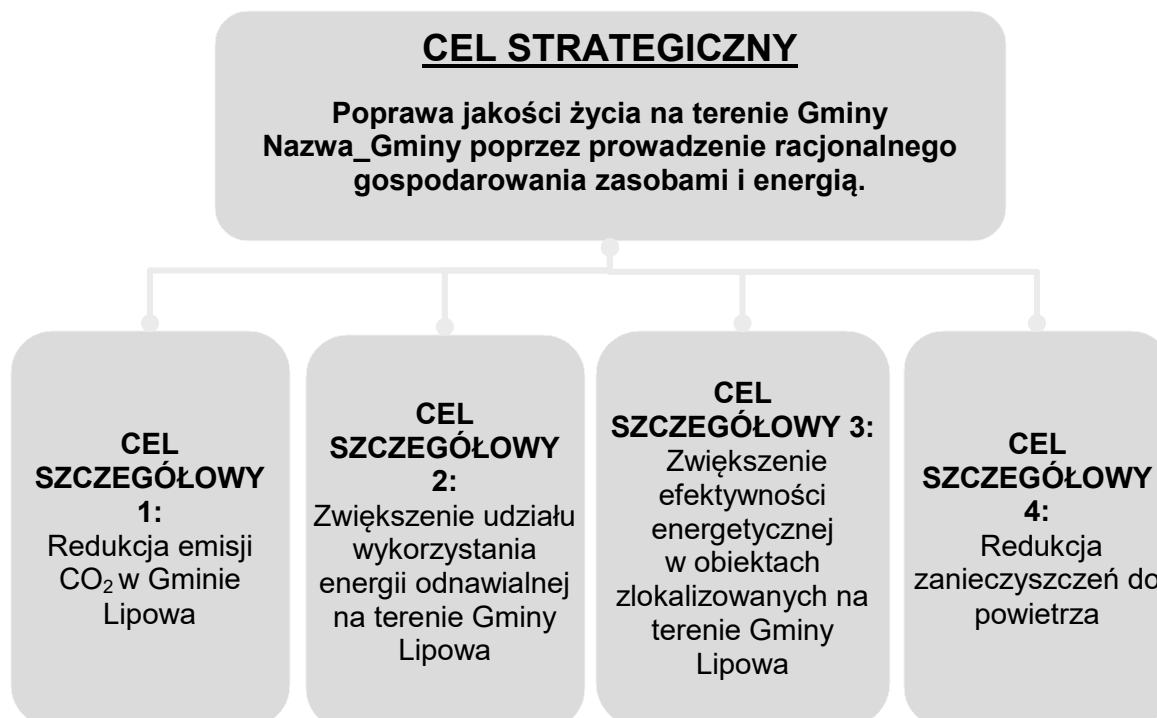 CEL STRATEGICZNY
Poprawa jakości życia na terenie Gminy
Nazwa_Gminy poprzez prowadzenie racjonalnego
gospodarowania zasobami i energią.
CEL
SZCZEGÓŁOWY
1:
Redukcja emisji
CO₂ w Gminie
Lipowa
CEL
SZCZEGÓŁOWY
2:
Zwiększenie udziału
wykorzystania
energii odnawialnej
na terenie Gminy
Lipowa
CEL
SZCZEGÓŁOWY 3:
Zwiększenie
efektywności
energetycznej
w obiektach
zlokalizowanych na
terenie Gminy
Lipowa
CEL
SZCZEGÓŁOWY
4:
Redukcja
zanieczyszczeń do
powietrza